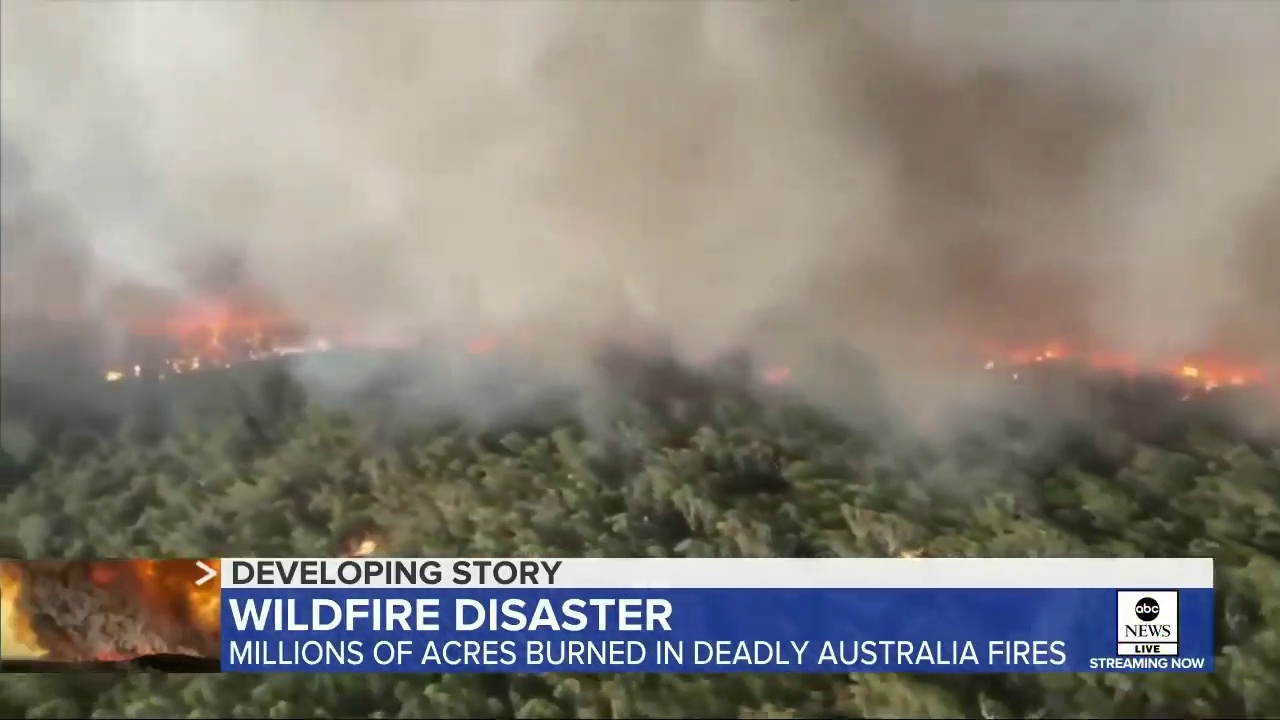 DEVELOPING STORY
WILDFIRE DISASTER
MILLIONS OF ACRES BURNED IN DEADLY AUSTRALIA FIRES
abc
NEWS
LIVE
STREAMING NOW